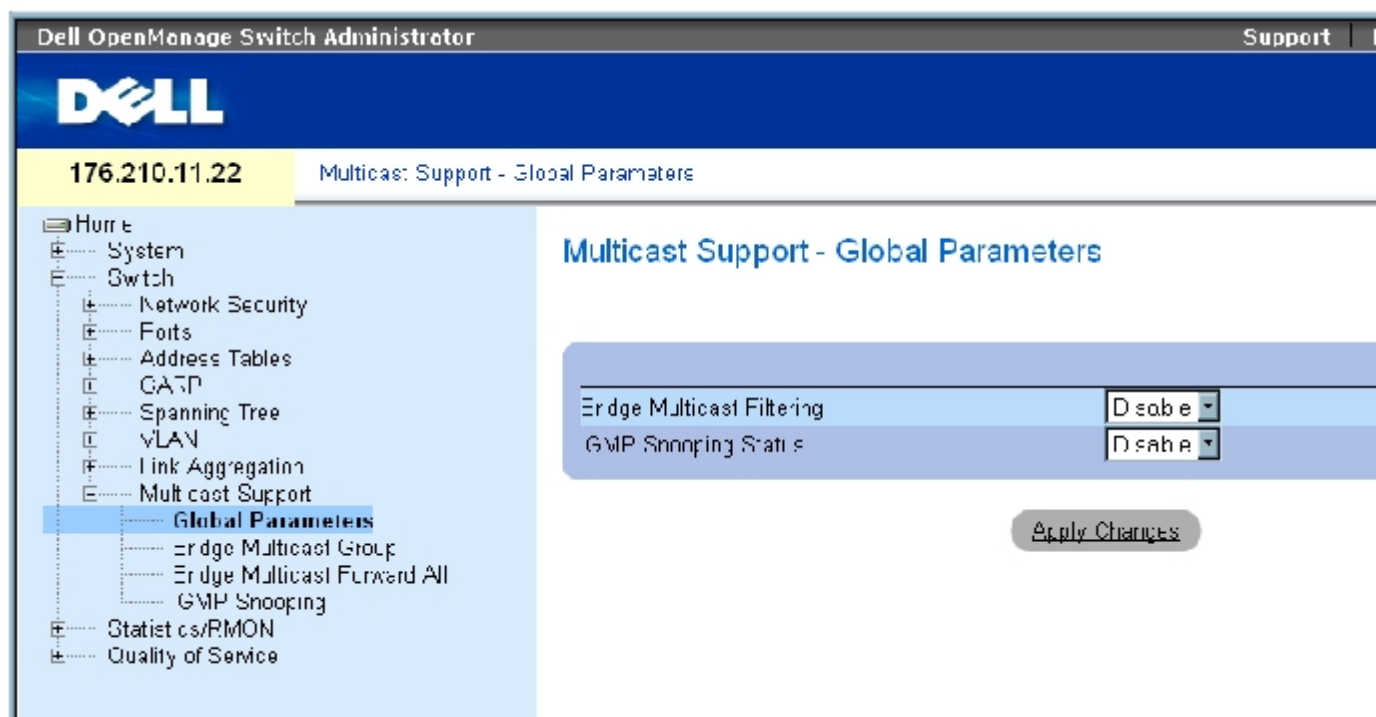 Dell OpenManage Switch Administrator
Support
DELL
176.210.11.22
Multicast Support - Global Parameters
Home
System
Switch
Network Security
Ports
Address Tables
GARP
Spanning Tree
VLAN
Link Aggregation
Multicast Support
Global Parameters
Bridge Multicast Group
Bridge Multicast Forward All
IGMP Snooping
Statistics/RMON
Quality of Service
Multicast Support - Global Parameters
Bridge Multicast Filtering
Disable
IGMP Snooping Status
Disable
Apply Changes